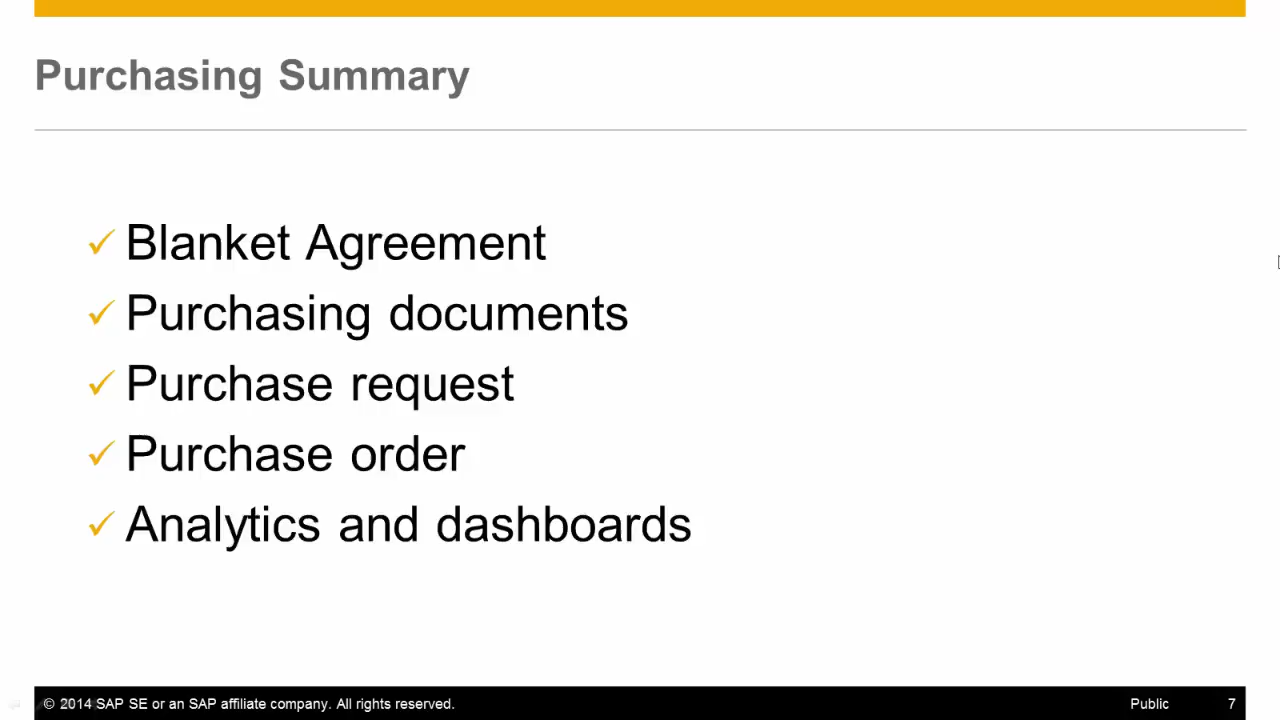 Purchasing Summary
✓ Blanket Agreement
✓ Purchasing documents
✓ Purchase request
✓ Purchase order
✓ Analytics and dashboards
© 2014 SAP SE or an SAP affiliate company. All rights reserved. Public 7